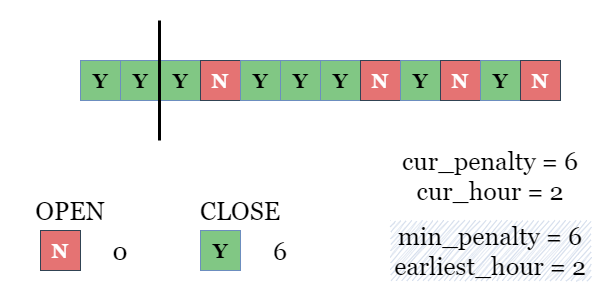 Y Y Y N Y Y Y N Y N Y N
cur_penalty = 6
cur_hour = 2
OPEN CLOSE
N 0 Y 6
min_penalty = 6
earliest_hour = 2